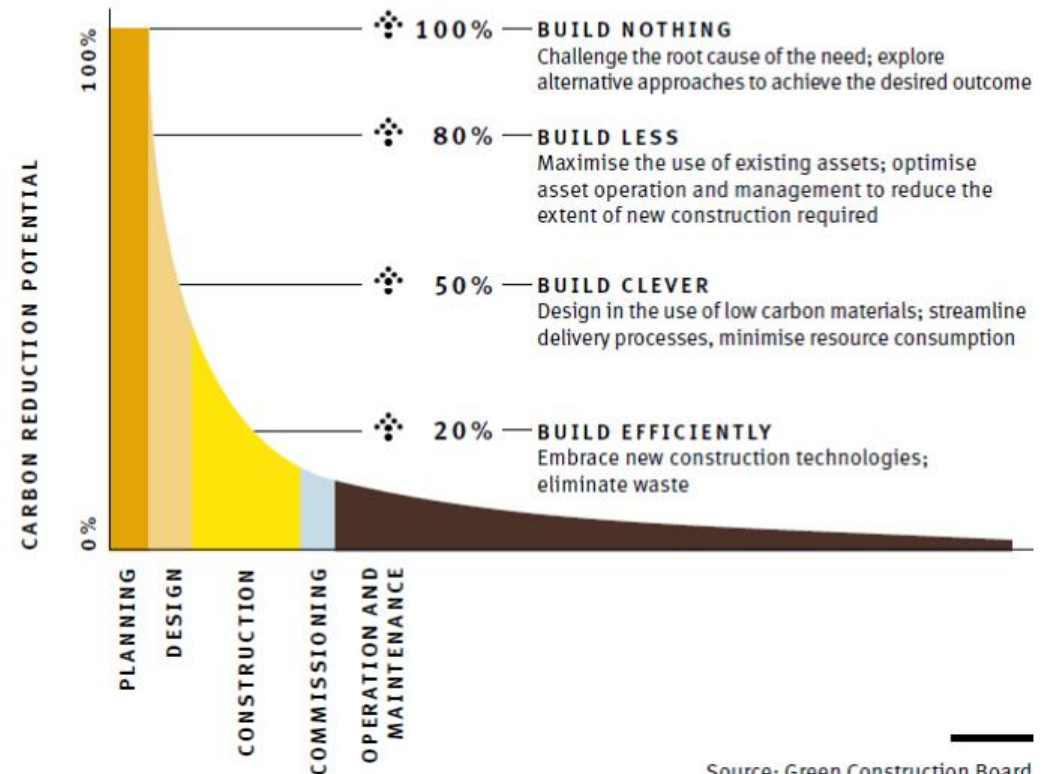 100%
0%
CARBON REDUCTION POTENTIAL
100%
BUILD NOTHING
Challenge the root cause of the need; explore
alternative approaches to achieve the desired outcome
80%
BUILD LESS
Maximise the use of existing assets; optimise
asset operation and management to reduce the
extent of new construction required
50%
BUILD CLEVER
Design in the use of low carbon materials; streamline
delivery processes, minimise resource consumption
20%
BUILD EFFICIENTLY
Embrace new construction technologies;
eliminate waste
PLANNING
DESIGN
CONSTRUCTION
COMMISSIONING
OPERATION AND
MAINTENANCE
Source: Green Construction Board